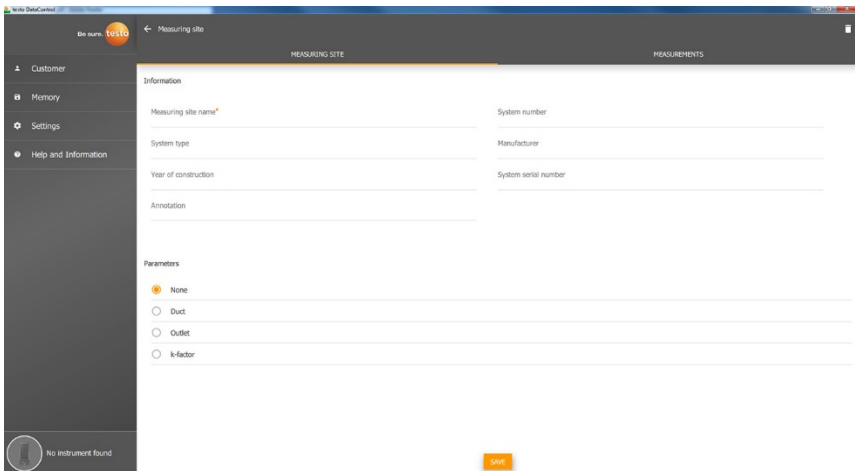 testo DataControl
Be sure. testo
Measuring site
MEASURING SITE
MEASUREMENTS
Customer
Memory
Settings
Help and Information
Information
Measuring site name*
System number
System type
Manufacturer
Year of construction
System serial number
Annotation
Parameters
None
Duct
Outlet
k-factor
No instrument found
SAVE